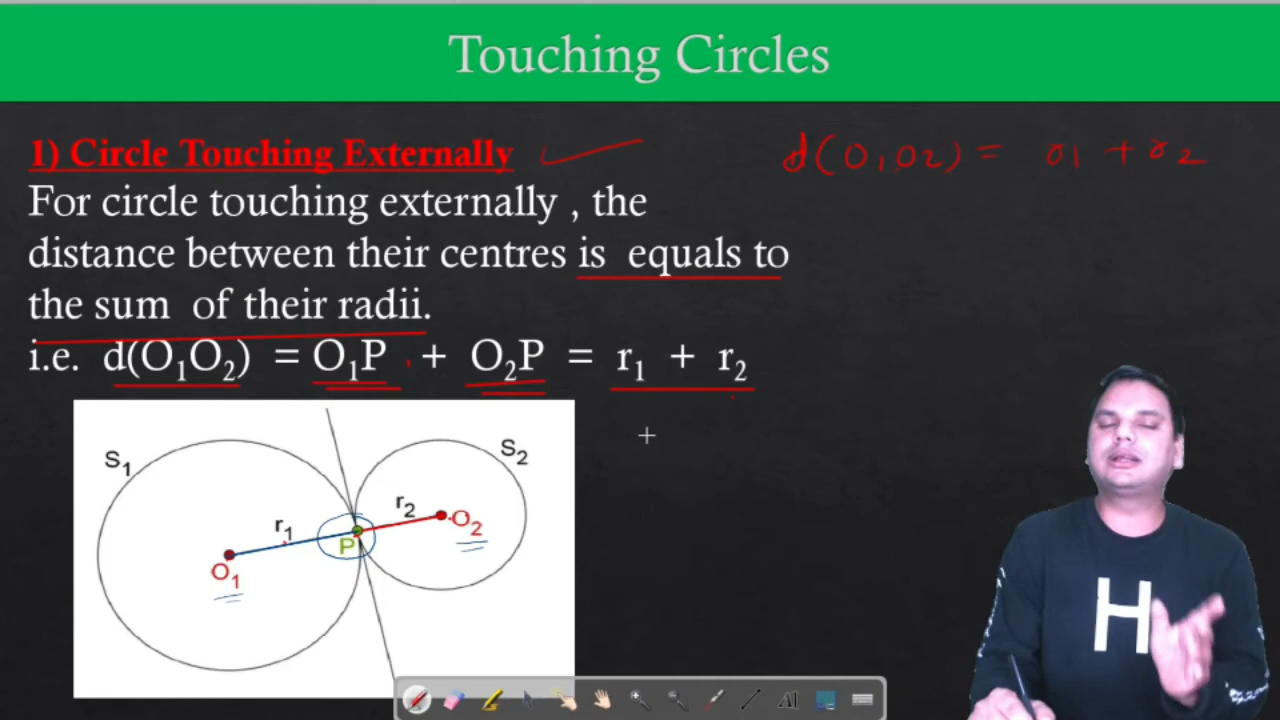 Touching Circles
1) Circle Touching Externally
d(O1O2) = r1 + r2
For circle touching externally , the
distance between their centres is equals to
the sum of their radii.
i.e. d(O₁O₂) = O₁P + O₂P = r₁ + r₂
S₁
S₂
r₂
r₁
O₂
P
O₁
H
AI